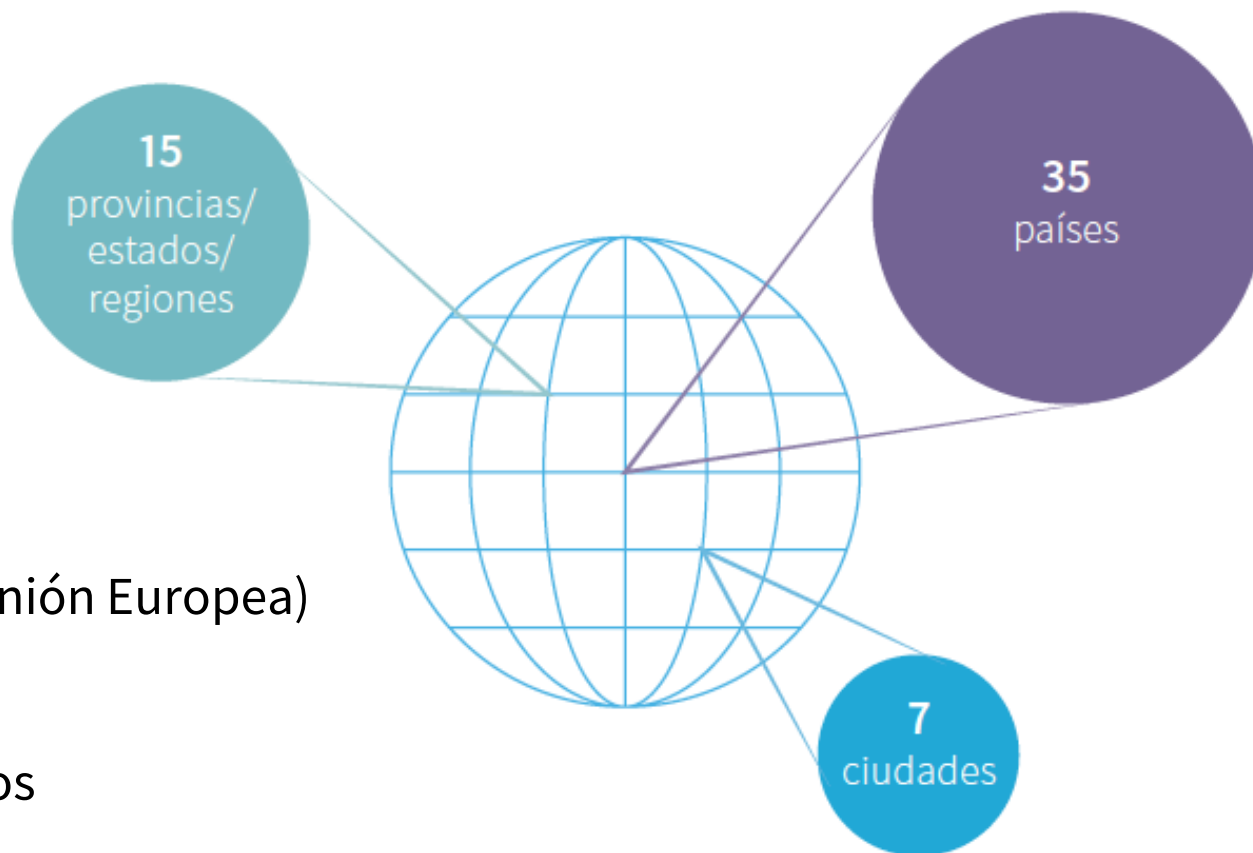 15
provincias/
estados/
regiones
35
países
nión Europea)
7
ciudades
os